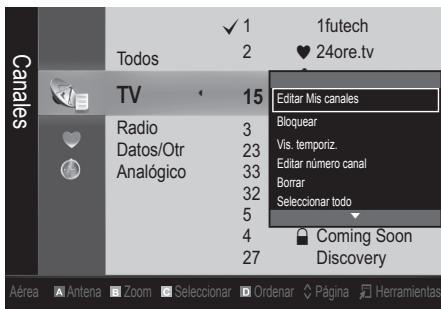 Canales
Todos
TV
Radio
Datos/Otr
Analógico
1 1futech
2 24ore.tv
15
3
23
33
32
5
4 Coming Soon
27 Discovery
Editar Mis canales
Bloquear
Vis. temporiz.
Editar número canal
Borrar
Seleccionar todo
Aérea A Antena B Zoom C Seleccionar D Ordenar Página Herramientas